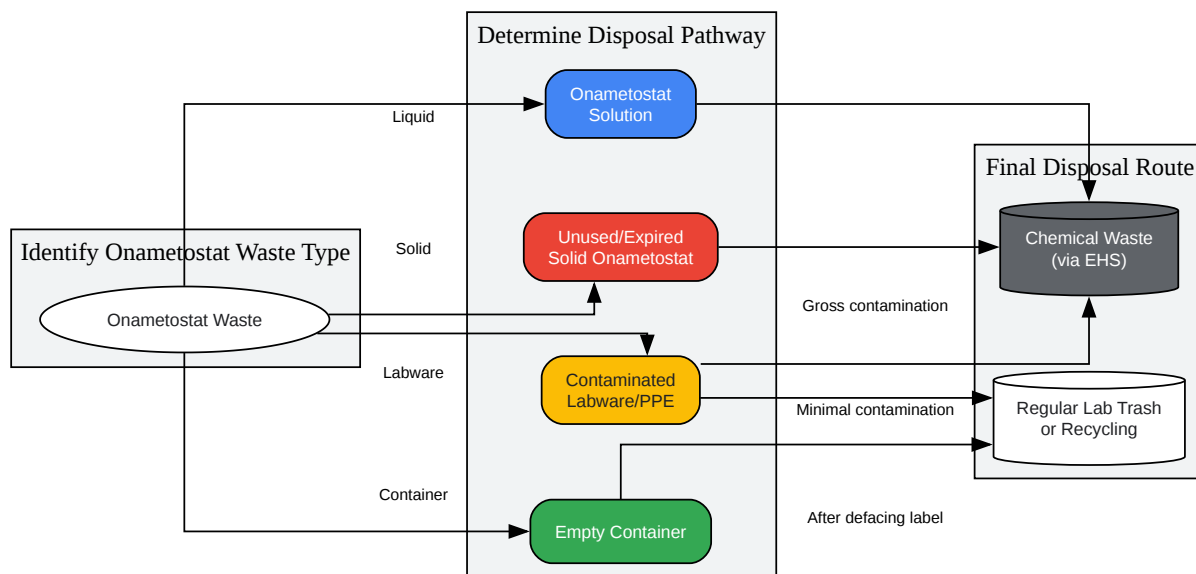 Determine Disposal Pathway
Onametostat
Solution
Liquid
Final Disposal Route
Identify Onametostat Waste Type
Solid
Unused/Expired
Solid Onametostat
Chemical Waste
(via EHS)
Onametostat Waste
Gross contamination
Labware
Contaminated
Labware/PPE
Minimal contamination
Regular Lab Trash
or Recycling
Container
Empty Container
After defacing label